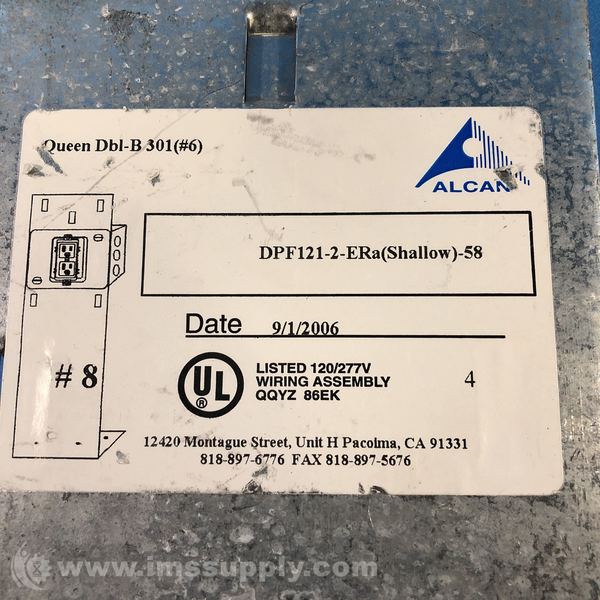 Queen Dbl-B 301(#6)
ALCAN
DPF121-2-ERa(Shallow)-58
Date 9/1/2006
# 8
UL
LISTED 120/277V
WIRING ASSEMBLY
QQYZ 86EK
4
12420 Montague Street, Unit H Pacoima, CA 91331
818-897-6776 FAX 818-897-5676
© www.imssupply.com